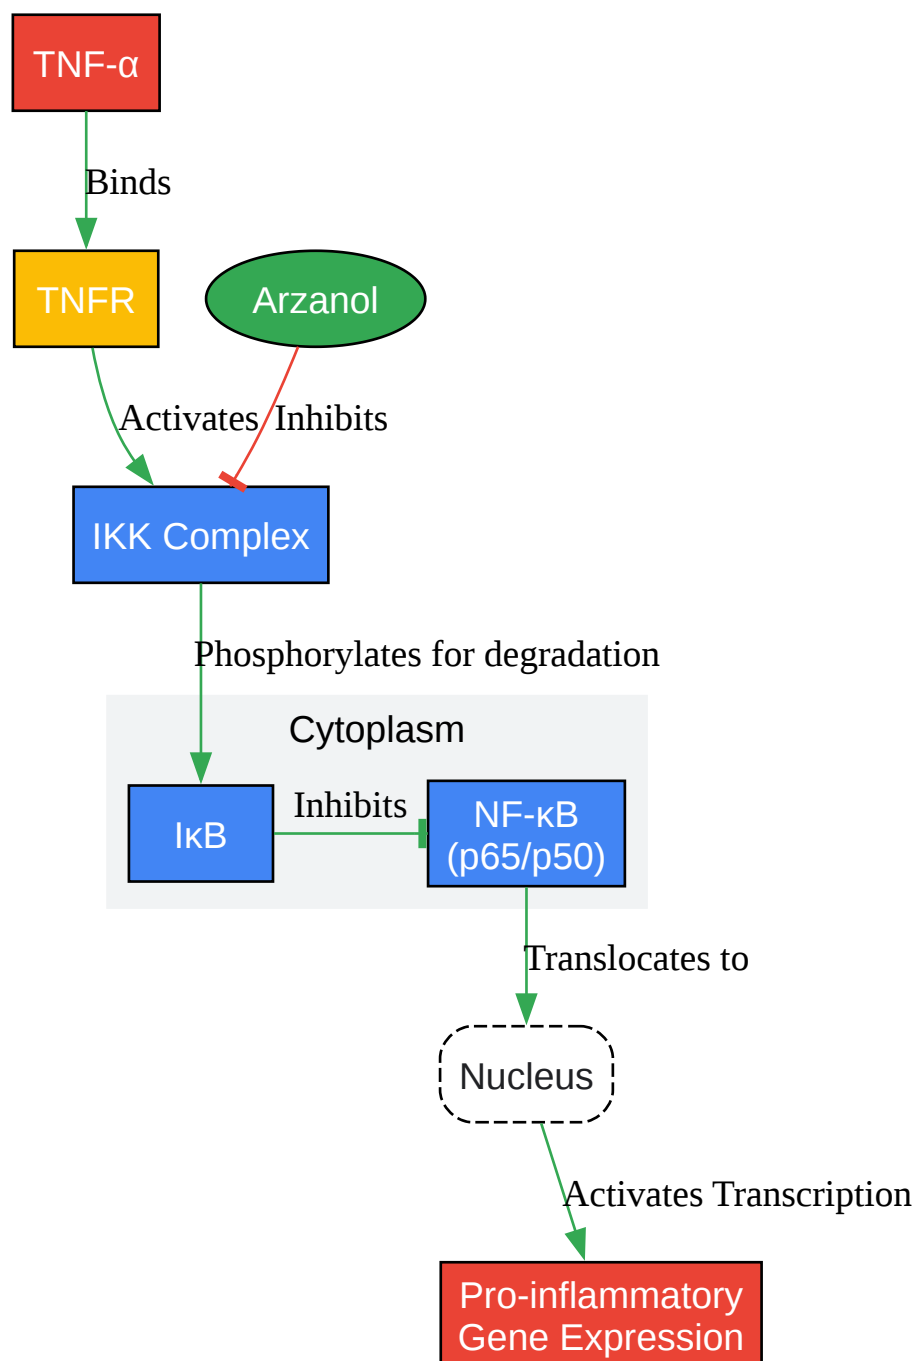 TNF-α
Binds
TNFR
Arzanol
Activates
Inhibits
IKK Complex
Phosphorylates for degradation
Cytoplasm
IκB
Inhibits
NF-κB
(p65/p50)
Translocates to
Nucleus
Activates Transcription
Pro-inflammatory
Gene Expression